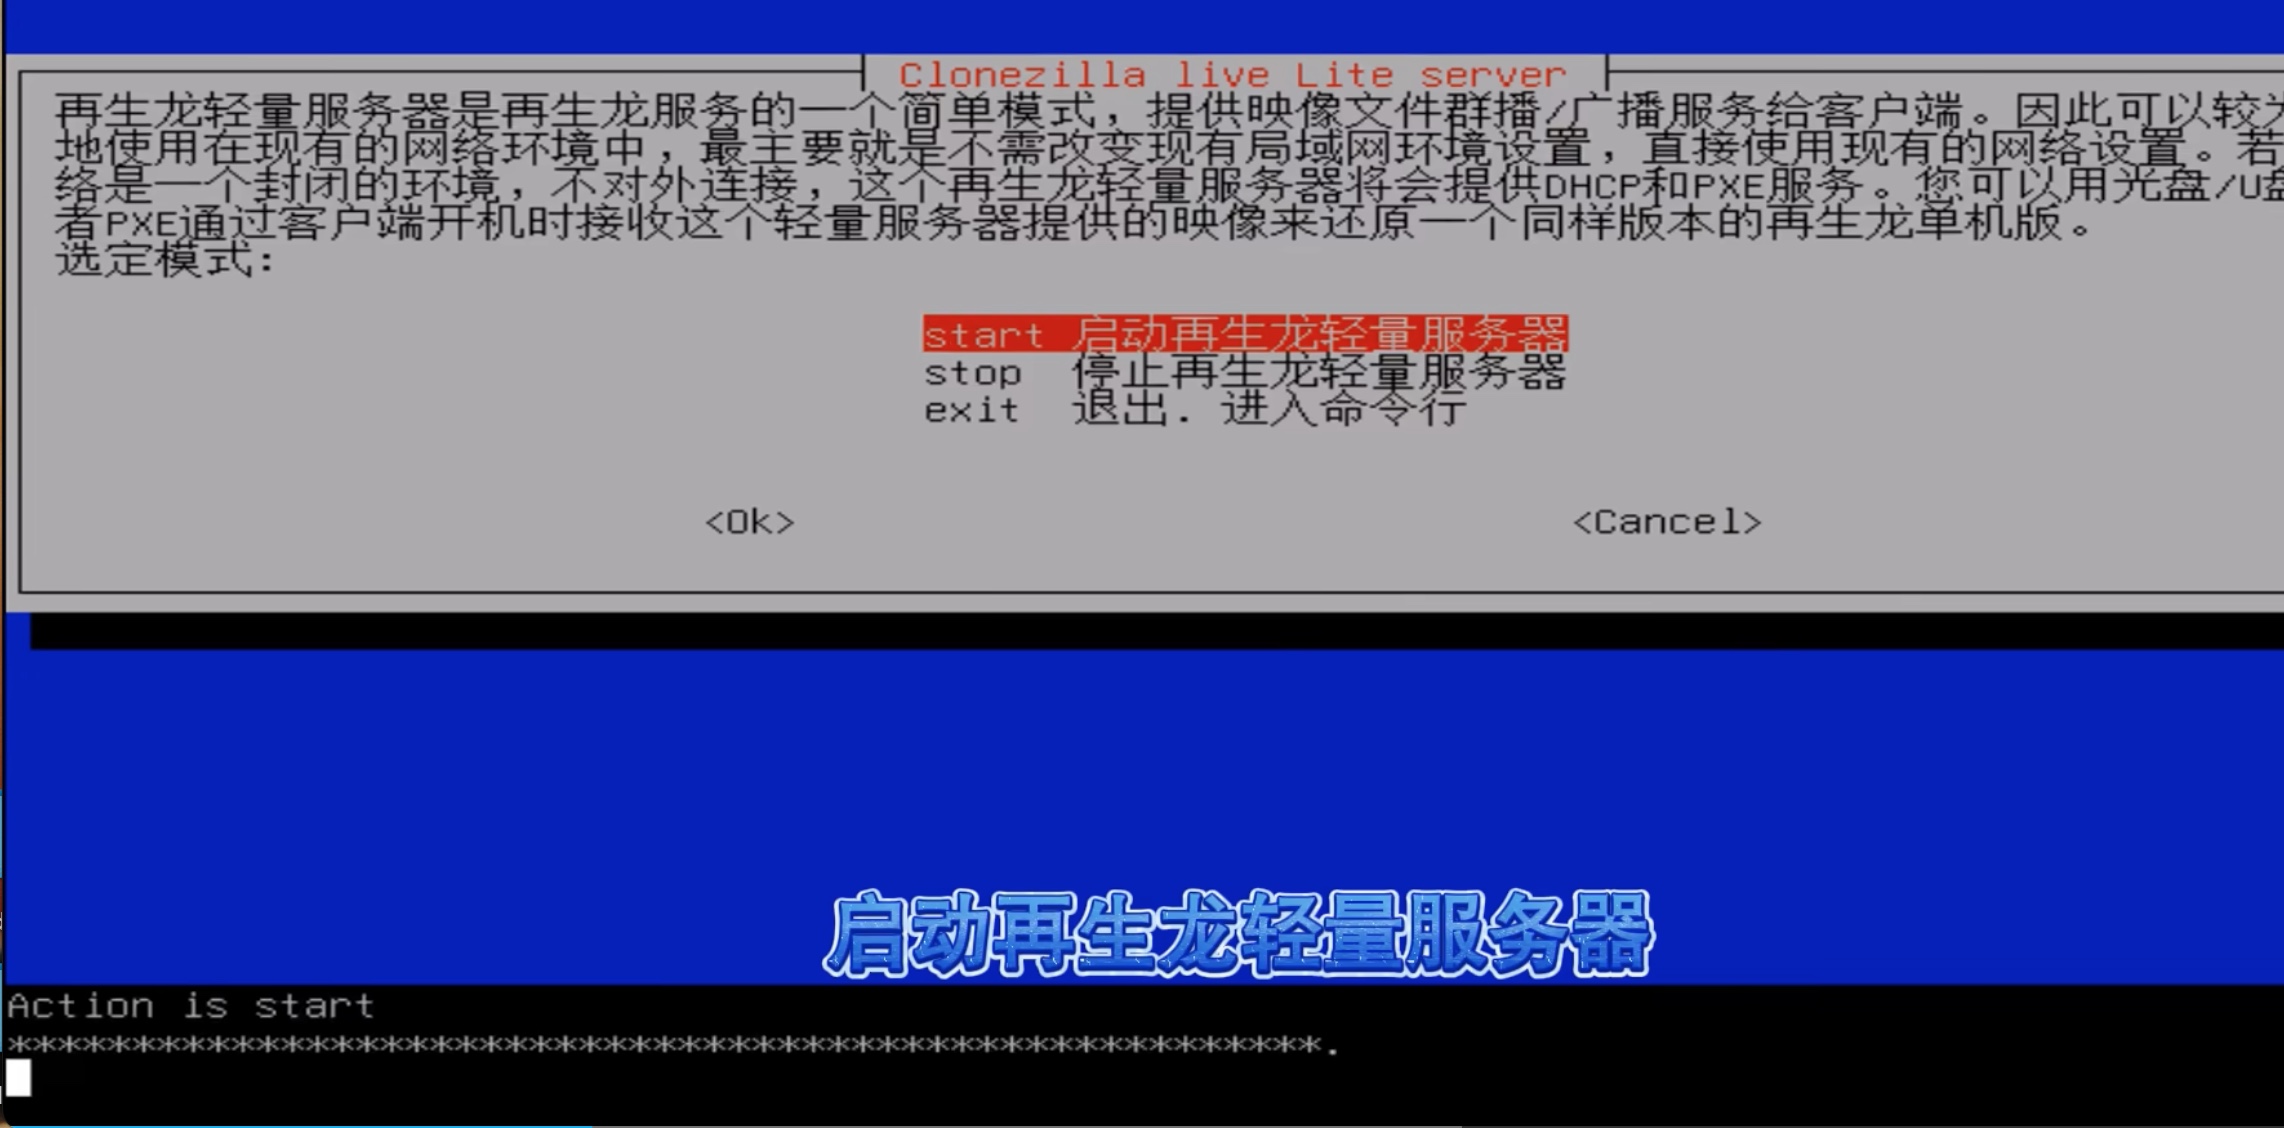 Clonezilla live Lite server
再生龙轻量服务器是再生龙服务的一个简单模式，提供映像文件群播/广播服务给客户端。因此可以较
地使用在现有的网络环境中，最主要就是不需改变现有局域网环境设置，直接使用现有的网络设置。若
络是一个封闭的环境，不对外连接，这个再生龙轻量服务器将会提供DHCP和PXE服务。您可以用光盘/U盘
者PXE通过客户端开机时接收这个轻量服务器提供的映像来还原一个同样版本的再生龙单机版。
选定模式:
start 启动再生龙轻量服务器
stop 停止再生龙轻量服务器
exit 退出. 进入命令行
<Ok> <Cancel>
启动再生龙轻量服务器
Action is start
*****************************************************.